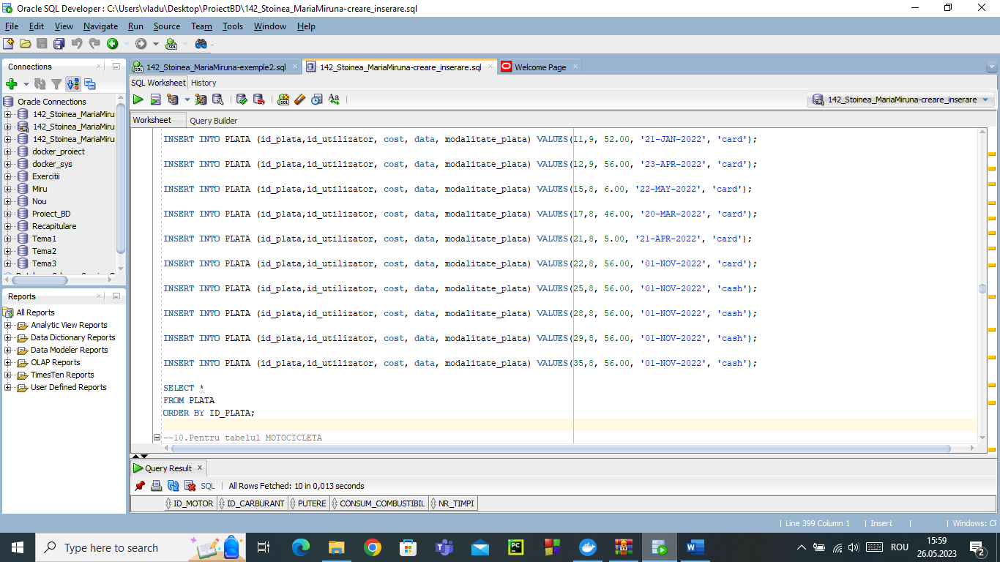 Oracle SQL Developer : C:\Users\vladu\Desktop\ProiectBD\142_Stoinea_MariaMiruna-creare_inserare.sql
File Edit View Navigate Run Source Team Tools Window Help
Connections
Oracle Connections
142_Stoinea_MariaMiru
142_Stoinea_MariaMiru
142_Stoinea_MariaMiru
docker_proiect
docker_sys
Exercitii
Miru
Nou
Proiect_BD
Recapitulare
Tema1
Tema2
Tema3
Reports
All Reports
Analytic View Reports
Data Dictionary Reports
Data Modeler Reports
OLAP Reports
TimesTen Reports
User Defined Reports
142_Stoinea_MariaMiruna-exemple2.sql 142_Stoinea_MariaMiruna-creare_inserare.sql Welcome Page
SQL Worksheet History
142_Stoinea_MariaMiruna-creare_inserare
Worksheet Query Builder
INSERT INTO PLATA (id_plata,id_utilizator, cost, data, modalitate_plata) VALUES(11,9, 52.00, '21-JAN-2022', 'card');
INSERT INTO PLATA (id_plata,id_utilizator, cost, data, modalitate_plata) VALUES(12,9, 56.00, '23-APR-2022', 'card');
INSERT INTO PLATA (id_plata,id_utilizator, cost, data, modalitate_plata) VALUES(15,8, 6.00, '22-MAY-2022', 'card');
INSERT INTO PLATA (id_plata,id_utilizator, cost, data, modalitate_plata) VALUES(17,8, 46.00, '20-MAR-2022', 'card');
INSERT INTO PLATA (id_plata,id_utilizator, cost, data, modalitate_plata) VALUES(21,8, 5.00, '21-APR-2022', 'card');
INSERT INTO PLATA (id_plata,id_utilizator, cost, data, modalitate_plata) VALUES(22,8, 56.00, '01-NOV-2022', 'card');
INSERT INTO PLATA (id_plata,id_utilizator, cost, data, modalitate_plata) VALUES(25,8, 56.00, '01-NOV-2022', 'cash');
INSERT INTO PLATA (id_plata,id_utilizator, cost, data, modalitate_plata) VALUES(28,8, 56.00, '01-NOV-2022', 'cash');
INSERT INTO PLATA (id_plata,id_utilizator, cost, data, modalitate_plata) VALUES(29,8, 56.00, '01-NOV-2022', 'cash');
INSERT INTO PLATA (id_plata,id_utilizator, cost, data, modalitate_plata) VALUES(35,8, 56.00, '01-NOV-2022', 'cash');
SELECT *
FROM PLATA
ORDER BY ID_PLATA;
--10.Pentru tabelul MOTOCICLETA
Query Result
SQL | All Rows Fetched: 10 in 0,013 seconds
ID_MOTOR ID_CARBURANT PUTERE CONSUM_COMBUSTIBIL NR_TIMPI
Line 399 Column 1 | Insert | | Windows: CF
Type here to search
ROU
15:59
26.05.2023
2